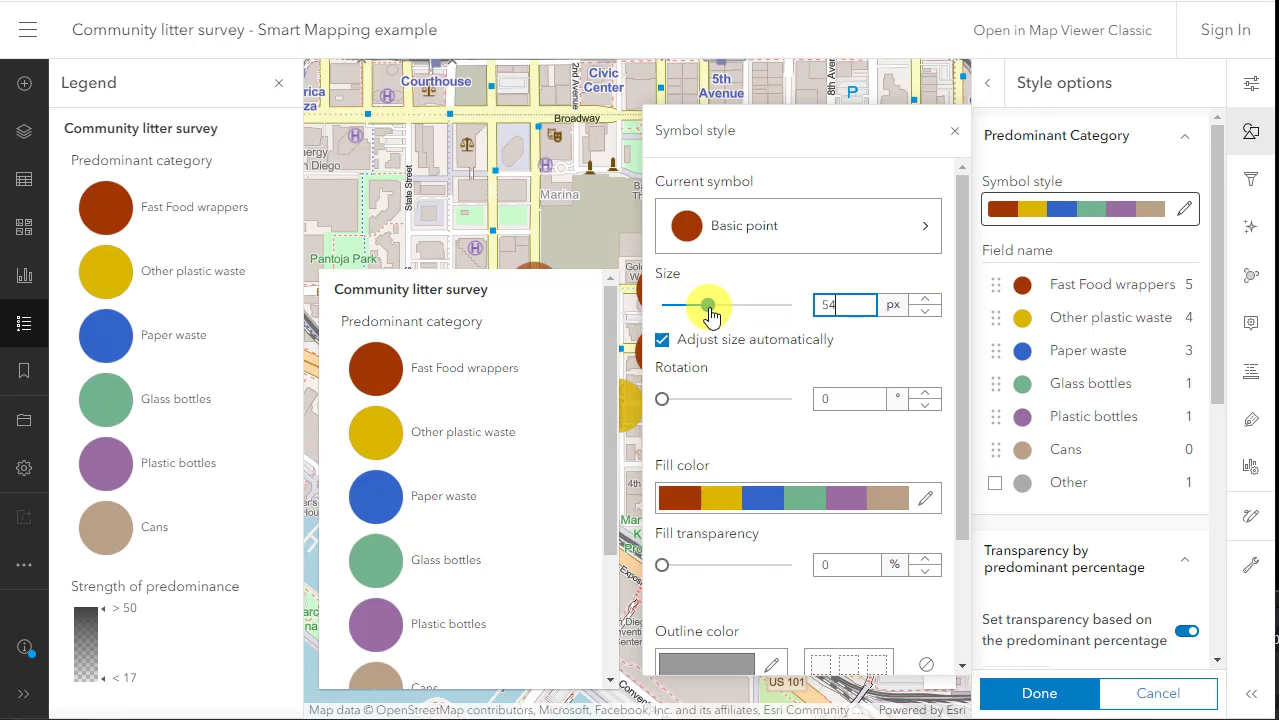 Community litter survey - Smart Mapping example
Open in Map Viewer Classic
Sign In
Legend
Community litter survey
Predominant category
Fast Food wrappers
Other plastic waste
Paper waste
Glass bottles
Plastic bottles
Cans
Strength of predominance
> 50
< 17
Courthouse
Civic
Center
5th
Avenue
2nd Avenue
8th Ave
Broadway
State Street
Marina
Pantoja Park
P
H
H
H
H
Community litter survey
Predominant category
Fast Food wrappers
Other plastic waste
Paper waste
Glass bottles
Plastic bottles
Cans
US 101
Map data © OpenStreetMap contributors, Microsoft, Facebook, Inc. and its affiliates, Esri Community ...
Powered by Esri
Symbol style
Current symbol
Basic point
Size
54
px
Adjust size automatically
Rotation
0
°
Fill color
Fill transparency
0
%
Outline color
Style options
Predominant Category
Symbol style
Field name
Fast Food wrappers 5
Other plastic waste 4
Paper waste 3
Glass bottles 1
Plastic bottles 1
Cans 0
Other 1
Transparency by
predominant percentage
Set transparency based on
the predominant percentage
Done
Cancel